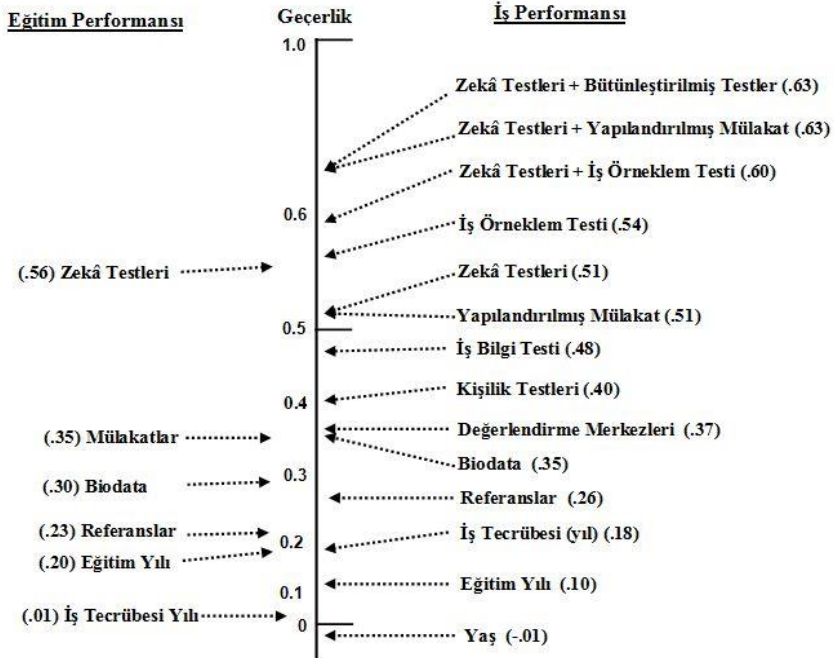 Eğitim Performansı
Geçerlik
İş Performansı
1.0
Zekâ Testleri + Bütünleştirilmiş Testler (.63)
Zekâ Testleri + Yapılandırılmış Mülakat (.63)
Zekâ Testleri + İş Örneklem Testi (.60)
0.6
İş Örneklem Testi (.54)
(.56) Zekâ Testleri
Zekâ Testleri (.51)
Yapılandırılmış Mülakat (.51)
0.5
İş Bilgi Testi (.48)
Kişilik Testleri (.40)
0.4
(.35) Mülakatlar
Değerlendirme Merkezleri (.37)
Biodata (.35)
0.3
(.30) Biodata
Referanslar (.26)
(.23) Referanslar
İş Tecrübesi (yıl) (.18)
0.2
(.20) Eğitim Yılı
Eğitim Yılı (.10)
0.1
(.01) İş Tecrübesi Yılı
0
Yaş (-.01)